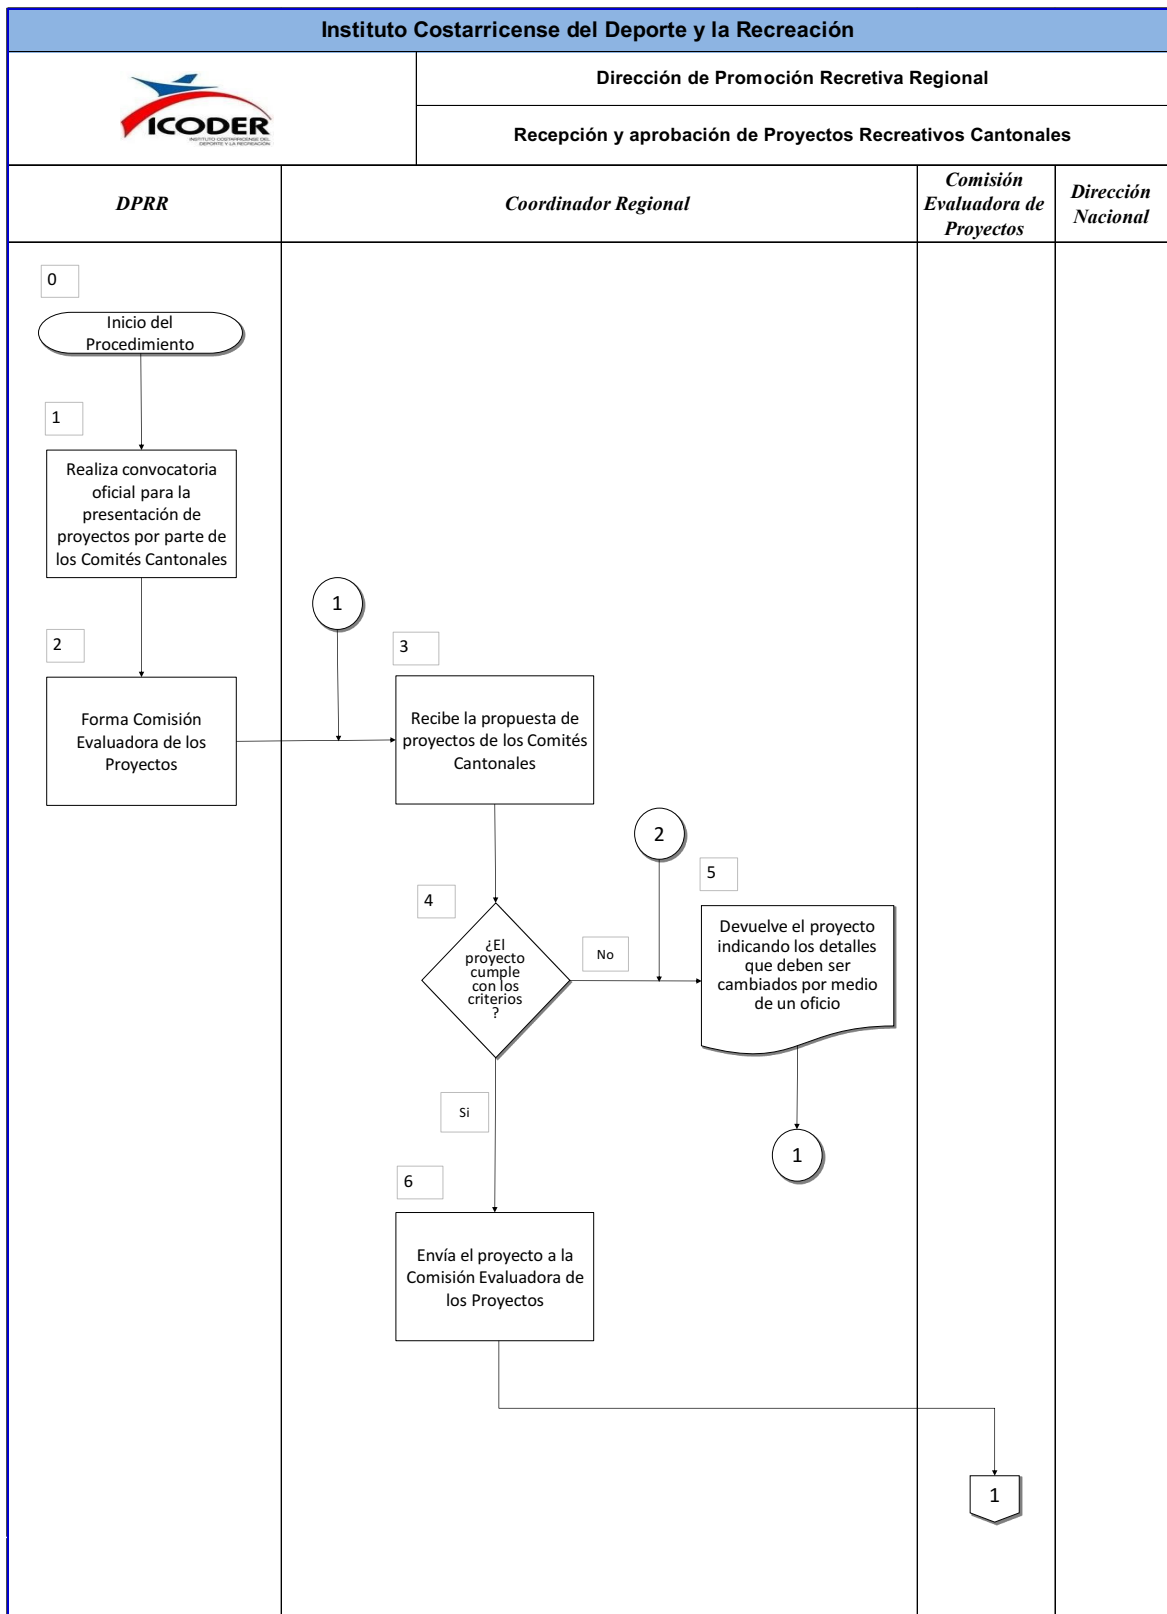 Instituto Costarricense del Deporte y la Recreación
ICODER
INSTITUTO COSTARRICENSE DEL
DEPORTE Y LA RECREACIÓN
Dirección de Promoción Recretiva Regional
Recepción y aprobación de Proyectos Recreativos Cantonales
DPRR
Coordinador Regional
Comisión
Evaluadora de
Proyectos
Dirección
Nacional
0
Inicio del
Procedimiento
1
Realiza convocatoria
oficial para la
presentación de
proyectos por parte de
los Comités Cantonales
2
Forma Comisión
Evaluadora de los
Proyectos
1
3
Recibe la propuesta de
proyectos de los Comités
Cantonales
4
¿El
proyecto
cumple
con los
criterios
?
No
2
5
Devuelve el proyecto
indicando los detalles
que deben ser
cambiados por medio
de un oficio
1
Si
6
Envía el proyecto a la
Comisión Evaluadora de
los Proyectos
1